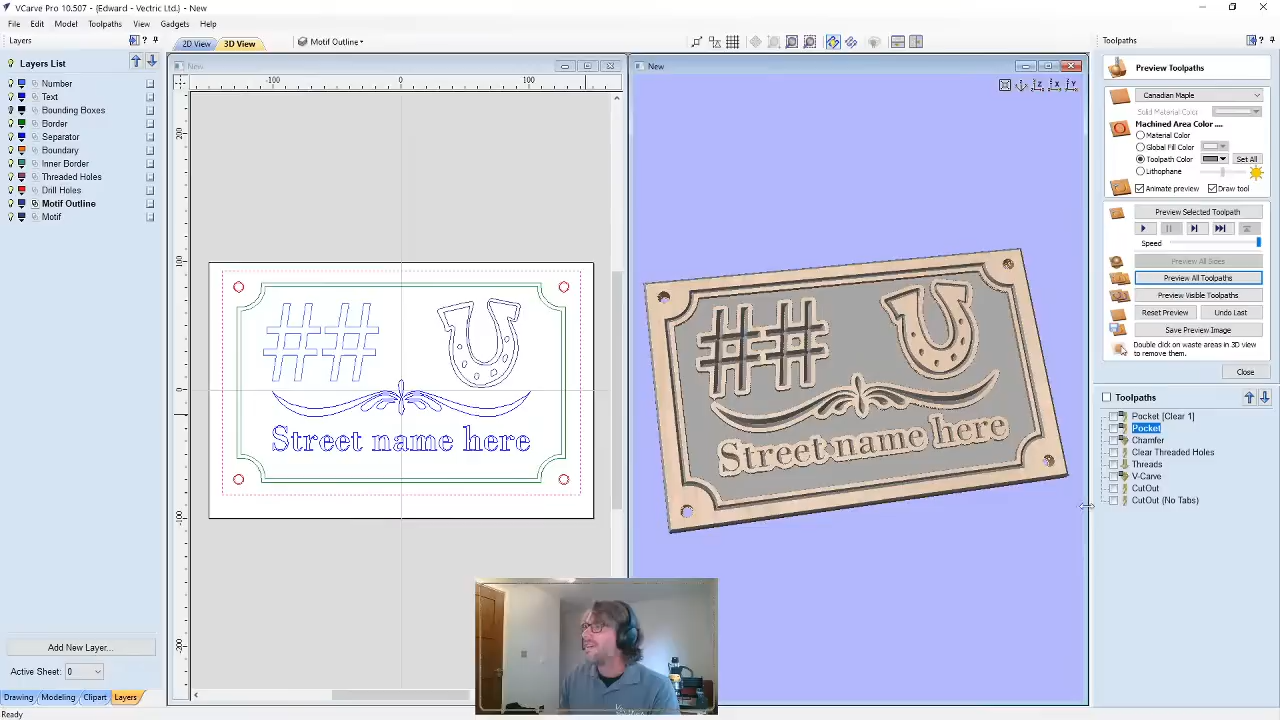 VCarve Pro 10.507 - {Edward - Vectric Ltd.} - New
File Edit Model Toolpaths View Gadgets Help
Layers
Layers List
Number
Text
Bounding Boxes
Border
Separator
Boundary
Inner Border
Threaded Holes
Drill Holes
Motif Outline
Motif
Add New Layer...
Active Sheet: 0
Drawing Modeling Clipart Layers
Ready
2D View 3D View Motif Outline
New
-100 0 100
200
100
0
-100
-200
##
Street name here
New
##
Street name here
Toolpaths
Preview Toolpaths
Canadian Maple
Solid Material Color
Machined Area Color ....
Material Color
Global Fill Color
Toolpath Color Set All
Lithophane
Animate preview Draw tool
Preview Selected Toolpath
Speed
Preview All Sides
Preview All Toolpaths
Preview Visible Toolpaths
Reset Preview Undo Last
Save Preview Image
Double click on waste areas in 3D view
to remove them.
Close
Toolpaths
Pocket [Clear 1]
Pocket
Chamfer
Clear Threaded Holes
Threads
V-Carve
CutOut
CutOut (No Tabs)